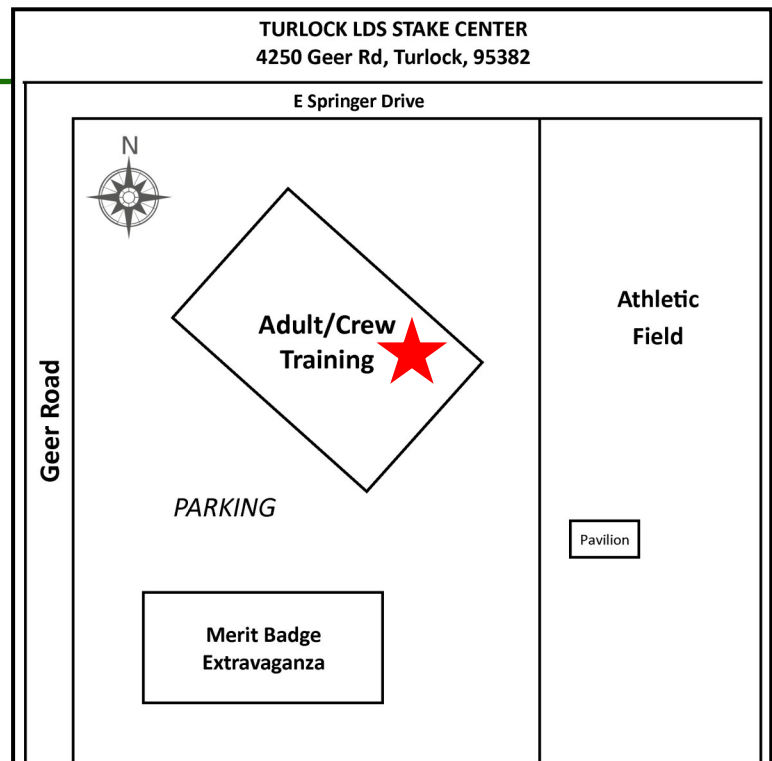 TURLOCK LDS STAKE CENTER
4250 Geer Rd, Turlock, 95382
E Springer Drive
N
Adult/Crew
Training
Athletic
Field
Geer Road
PARKING
Pavilion
Merit Badge
Extravaganza